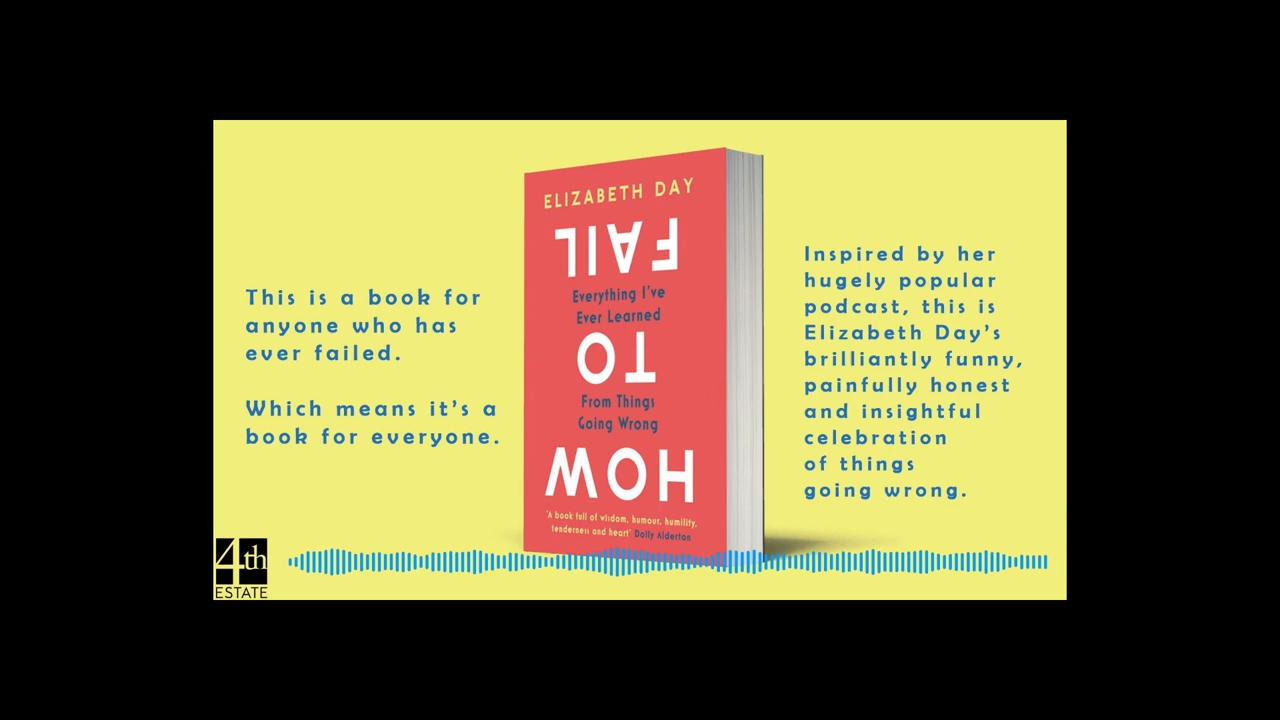 This is a book for
anyone who has
ever failed.
Which means it's a
book for everyone.
ELIZABETH DAY
FAIL
Everything I've
Ever Learned
TO
From Things
Going Wrong
HOW
'A book full of wisdom, humour, humility,
tenderness and heart' Dolly Alderton
Inspired by her
hugely popular
podcast, this is
Elizabeth Day's
brilliantly funny,
painfully honest
and insightful
celebration
of things
going wrong.
4th
ESTATE